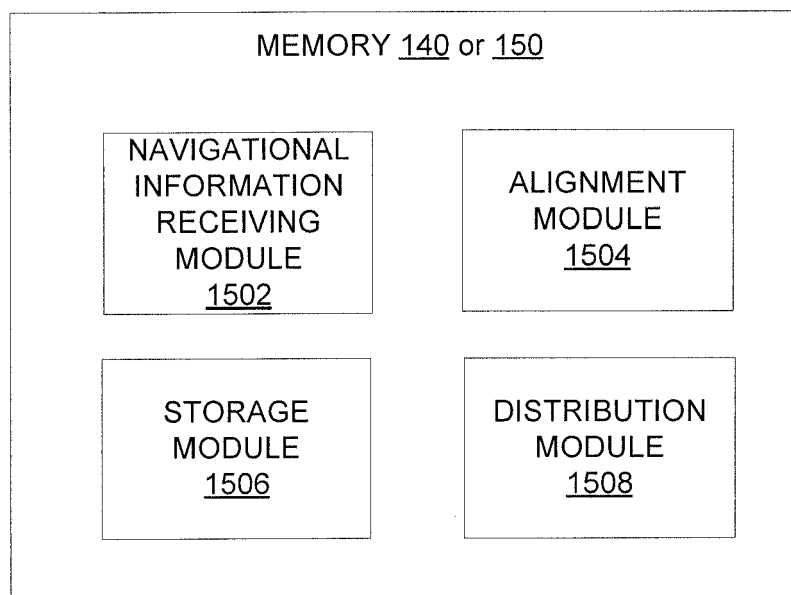 MEMORY 140 or 150
NAVIGATIONAL
INFORMATION
RECEIVING
MODULE
1502
ALIGNMENT
MODULE
1504
STORAGE
MODULE
1506
DISTRIBUTION
MODULE
1508